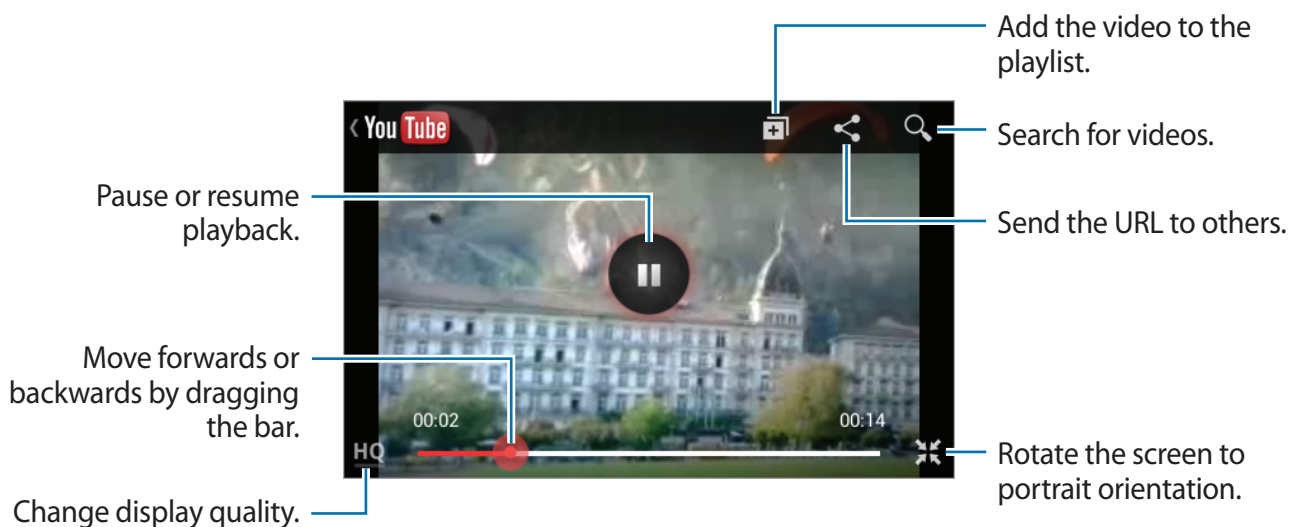 Add the video to the
playlist.
You Tube
Search for videos.
Pause or resume
playback.
Send the URL to others.
Move forwards or
backwards by dragging
the bar.
00:02
00:14
HQ
Rotate the screen to
portrait orientation.
Change display quality.